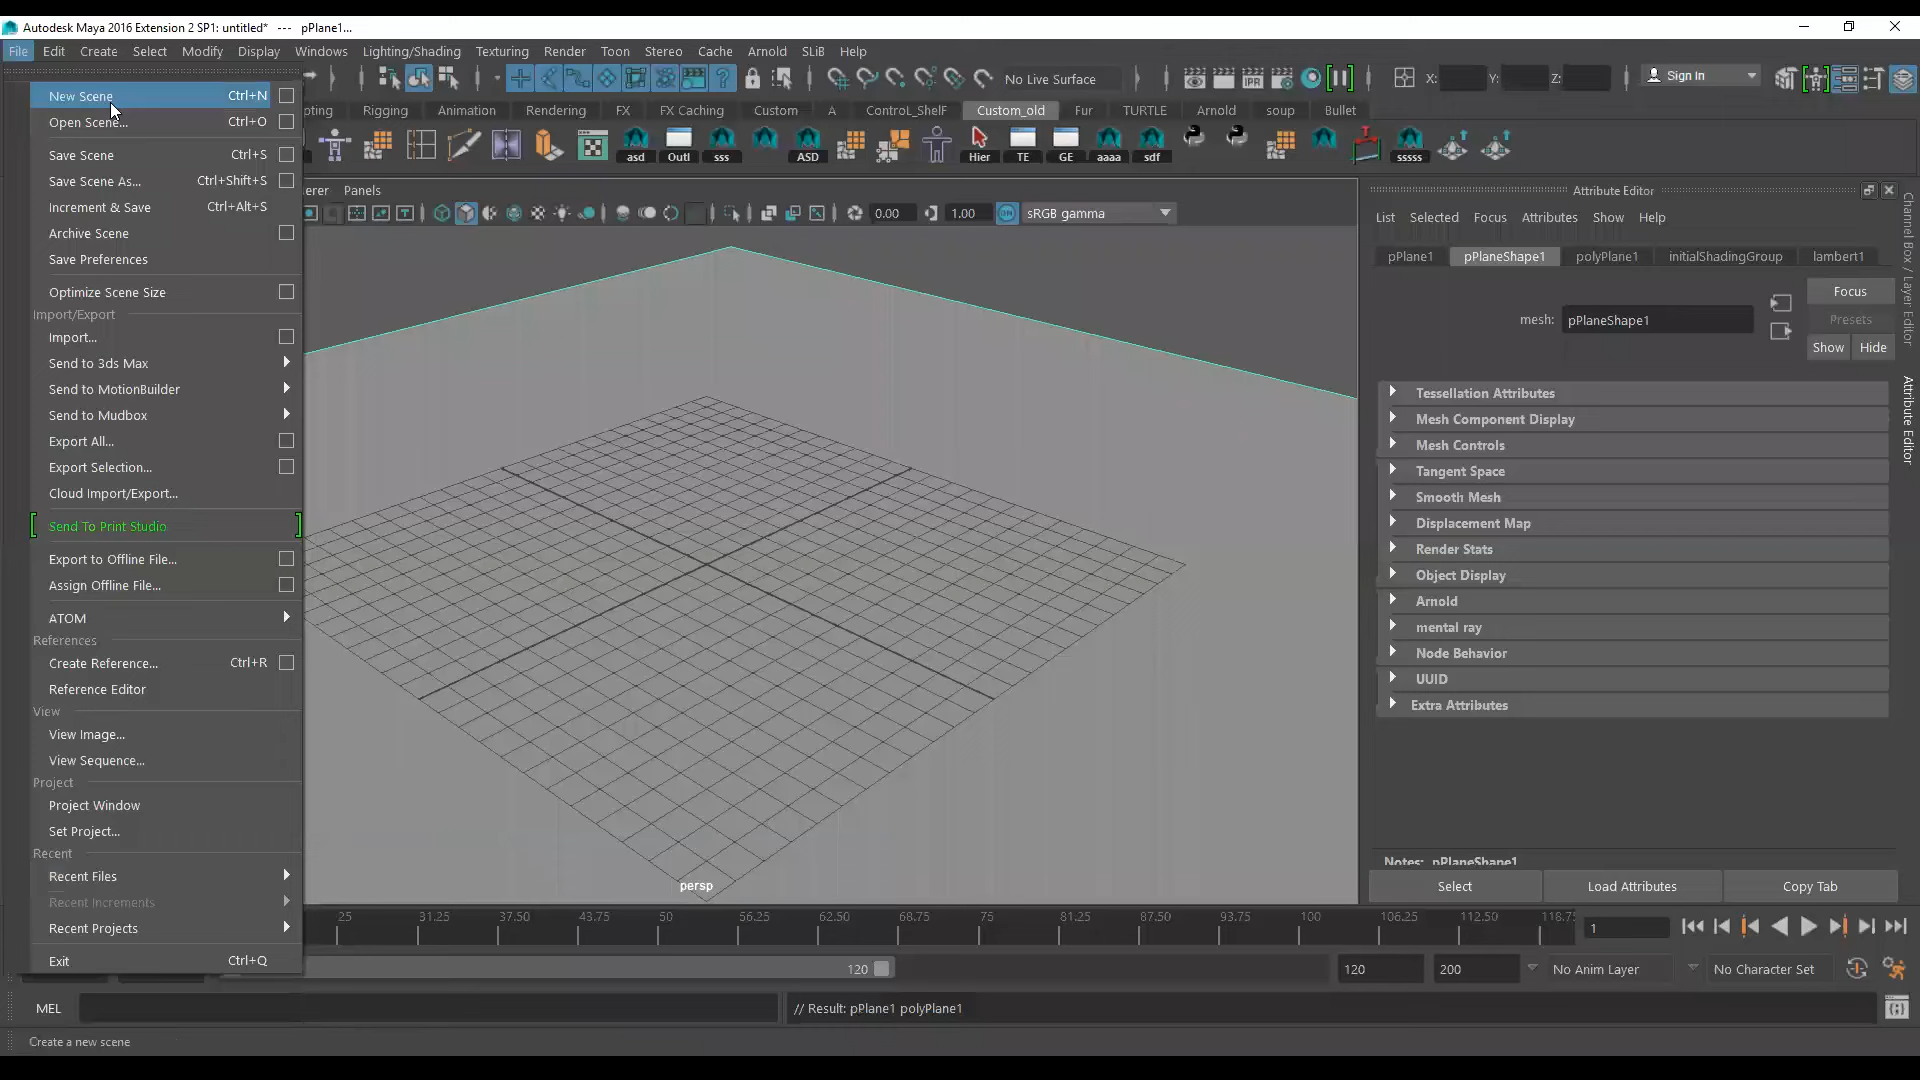 Autodesk Maya 2016 Extension 2 SP1: untitled*   ---   pPlane1...
File Edit Create Select Modify Display Windows Lighting/Shading Texturing Render Toon Stereo Cache Arnold SLiB Help
No Live Surface X: Y: Z: Sign In
pting Rigging Animation Rendering FX FX Caching Custom A ControL_ShelF Custom_old Fur TURTLE Arnold soup Bullet
asd Outl sss ASD Hier TE GE aaaa sdf sssss
New Scene Ctrl+N
Open Scene... Ctrl+O
Save Scene Ctrl+S
Save Scene As... Ctrl+Shift+S
Increment & Save Ctrl+Alt+S
Archive Scene
Save Preferences
Optimize Scene Size
Import/Export
Import...
Send to 3ds Max
Send to MotionBuilder
Send to Mudbox
Export All...
Export Selection...
Cloud Import/Export...
Send To Print Studio
Export to Offline File...
Assign Offline File...
ATOM
References
Create Reference... Ctrl+R
Reference Editor
View
View Image...
View Sequence...
Project
Project Window
Set Project...
Recent
Recent Files
Recent Increments
Recent Projects
Exit Ctrl+Q
erer Panels
0.00 1.00 ON sRGB gamma
persp
Attribute Editor
List Selected Focus Attributes Show Help
pPlane1 pPlaneShape1 polyPlane1 initialShadingGroup lambert1
Focus
mesh: pPlaneShape1
Presets
Show Hide
Tessellation Attributes
Mesh Component Display
Mesh Controls
Tangent Space
Smooth Mesh
Displacement Map
Render Stats
Object Display
Arnold
mental ray
Node Behavior
UUID
Extra Attributes
Notes: pPlaneShape1
Select Load Attributes Copy Tab
Channel Box / Layer Editor
Attribute Editor
25 31.25 37.50 43.75 50 56.25 62.50 68.75 75 81.25 87.50 93.75 100 106.25 112.50 118.75 1
120 120 200 No Anim Layer No Character Set
MEL // Result: pPlane1 polyPlane1
Create a new scene